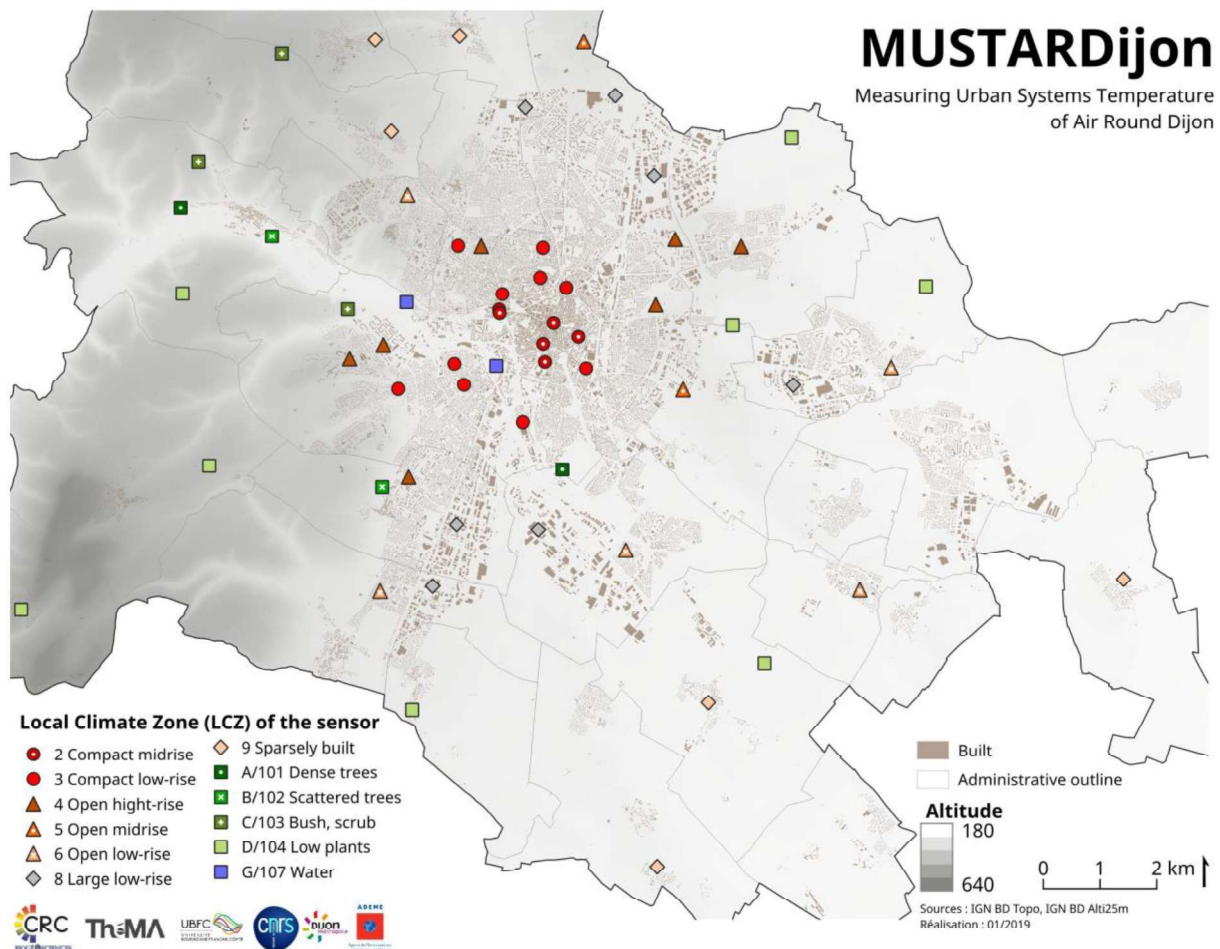 MUSTARDijon
Measuring Urban Systems Temperature
of Air Round Dijon
Local Climate Zone (LCZ) of the sensor
2 Compact midrise
3 Compact low-rise
4 Open hight-rise
5 Open midrise
6 Open low-rise
8 Large low-rise
9 Sparsely built
A/101 Dense trees
B/102 Scattered trees
C/103 Bush, scrub
D/104 Low plants
G/107 Water
Built
Administrative outline
Altitude
180
640
0 1 2 km
Sources : IGN BD Topo, IGN BD Alti25m
Réalisation : 01/2019
CRC
ThéMA
UBFC
cnrs
DIJON
métropole
ADEME